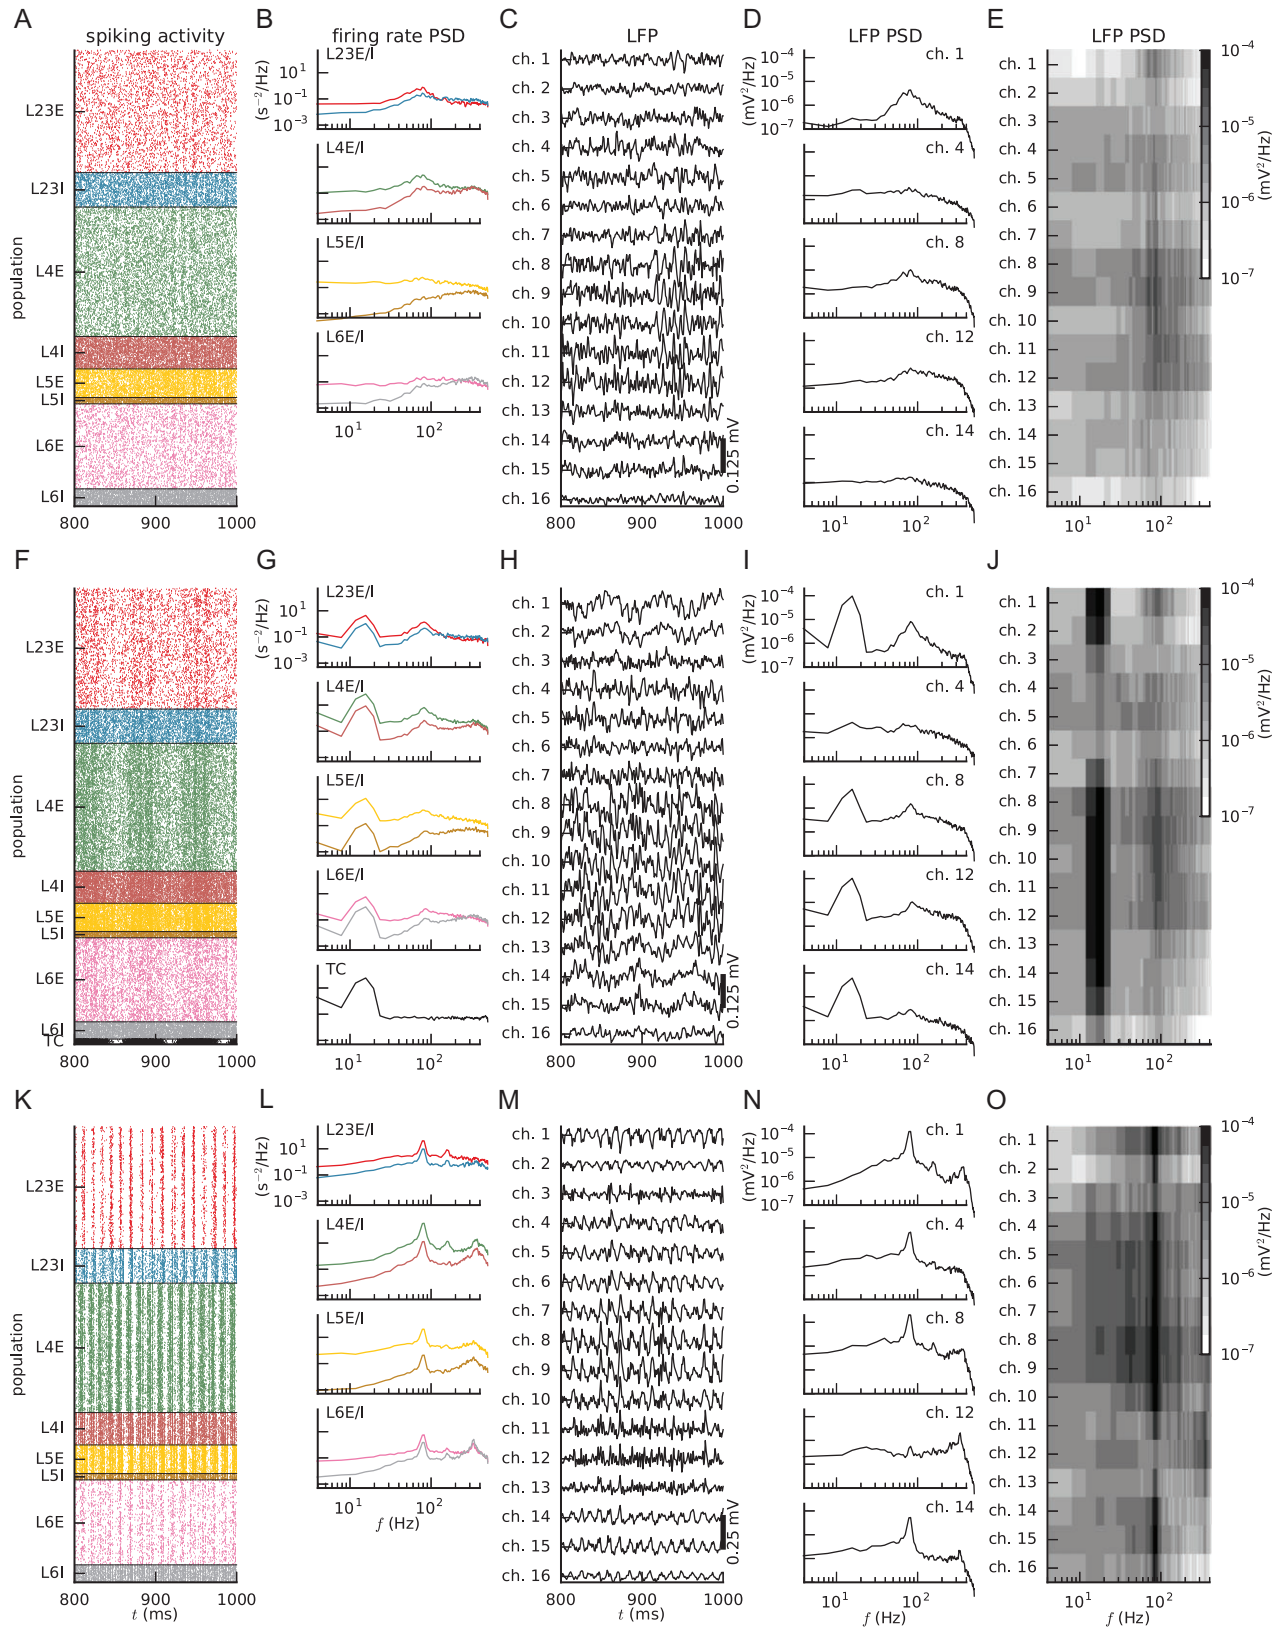 A
spiking activity
L23E
L23I
L4E
L4I
L5E
L5I
L6E
L6I
population
800 900 1000
B
firing rate PSD
L23E/I
10^1
10^-1
10^-3
(s^-2/Hz)
L4E/I
L5E/I
L6E/I
10^1 10^2
C
LFP
ch. 1
ch. 2
ch. 3
ch. 4
ch. 5
ch. 6
ch. 7
ch. 8
ch. 9
ch. 10
ch. 11
ch. 12
ch. 13
ch. 14
ch. 15
ch. 16
0.125 mV
800 900 1000
D
LFP PSD
ch. 1
10^-4
10^-5
10^-6
10^-7
(mV^2/Hz)
ch. 4
ch. 8
ch. 12
ch. 14
10^1 10^2
E
LFP PSD
ch. 1
ch. 2
ch. 3
ch. 4
ch. 5
ch. 6
ch. 7
ch. 8
ch. 9
ch. 10
ch. 11
ch. 12
ch. 13
ch. 14
ch. 15
ch. 16
10^1 10^2
10^-4
10^-5
10^-6
10^-7
(mV^2/Hz)
F
L23E
L23I
L4E
L4I
L5E
L5I
L6E
L6I
TC
population
800 900 1000
G
L23E/I
10^1
10^-1
10^-3
(s^-2/Hz)
L4E/I
L5E/I
L6E/I
TC
10^1 10^2
H
ch. 1
ch. 2
ch. 3
ch. 4
ch. 5
ch. 6
ch. 7
ch. 8
ch. 9
ch. 10
ch. 11
ch. 12
ch. 13
ch. 14
ch. 15
ch. 16
0.125 mV
800 900 1000
I
ch. 1
10^-4
10^-5
10^-6
10^-7
(mV^2/Hz)
ch. 4
ch. 8
ch. 12
ch. 14
10^1 10^2
J
ch. 1
ch. 2
ch. 3
ch. 4
ch. 5
ch. 6
ch. 7
ch. 8
ch. 9
ch. 10
ch. 11
ch. 12
ch. 13
ch. 14
ch. 15
ch. 16
10^1 10^2
10^-4
10^-5
10^-6
10^-7
(mV^2/Hz)
K
L23E
L23I
L4E
L4I
L5E
L5I
L6E
L6I
population
800 900 1000
t (ms)
L
L23E/I
10^1
10^-1
10^-3
(s^-2/Hz)
L4E/I
L5E/I
L6E/I
10^1 10^2
f (Hz)
M
ch. 1
ch. 2
ch. 3
ch. 4
ch. 5
ch. 6
ch. 7
ch. 8
ch. 9
ch. 10
ch. 11
ch. 12
ch. 13
ch. 14
ch. 15
ch. 16
0.25 mV
800 900 1000
t (ms)
N
ch. 1
10^-4
10^-5
10^-6
10^-7
(mV^2/Hz)
ch. 4
ch. 8
ch. 12
ch. 14
10^1 10^2
f (Hz)
O
ch. 1
ch. 2
ch. 3
ch. 4
ch. 5
ch. 6
ch. 7
ch. 8
ch. 9
ch. 10
ch. 11
ch. 12
ch. 13
ch. 14
ch. 15
ch. 16
10^1 10^2
f (Hz)
10^-4
10^-5
10^-6
10^-7
(mV^2/Hz)